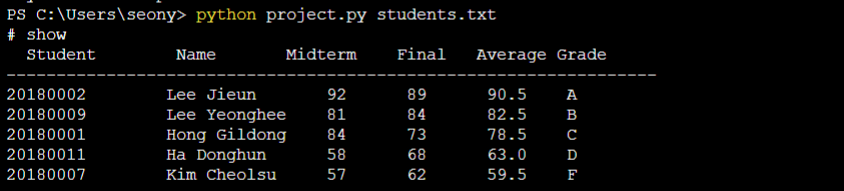 PS C:\Users\seony> python project.py students.txt
# show
Student Name Midterm Final Average Grade
-----------------------------------------------------------------
20180002 Lee Jieun 92 89 90.5 A
20180009 Lee Yeonghee 81 84 82.5 B
20180001 Hong Gildong 84 73 78.5 C
20180011 Ha Donghun 58 68 63.0 D
20180007 Kim Cheolsu 57 62 59.5 F